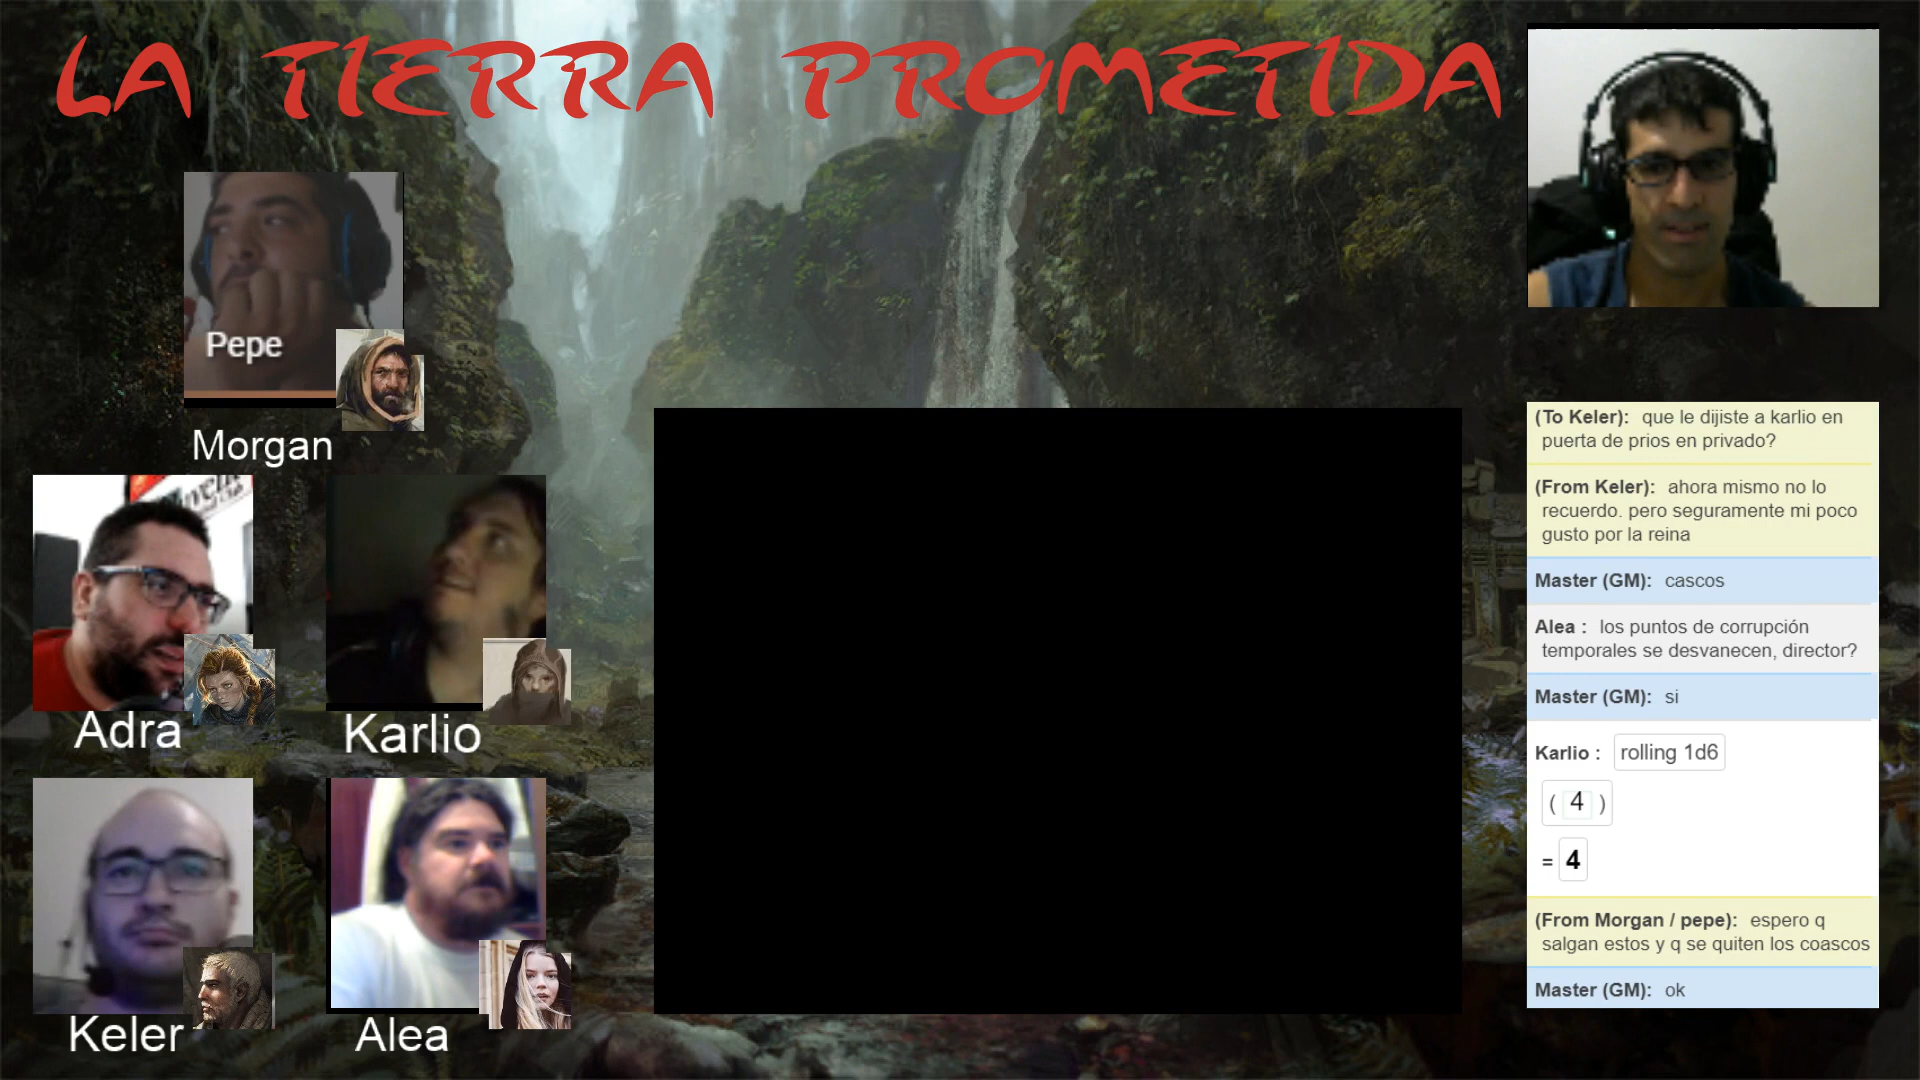 LA TIERRA PROMETIDA
Pepe
Morgan
Adra
Karlio
Keler
Alea
(To Keler): que le dijiste a karlio en
puerta de prios en privado?
(From Keler): ahora mismo no lo
recuerdo. pero seguramente mi poco
gusto por la reina
Master (GM): cascos
Alea : los puntos de corrupción
temporales se desvanecen, director?
Master (GM): si
Karlio : rolling 1d6
( 4 )
= 4
(From Morgan / pepe): espero q
salgan estos y q se quiten los coascos
Master (GM): ok